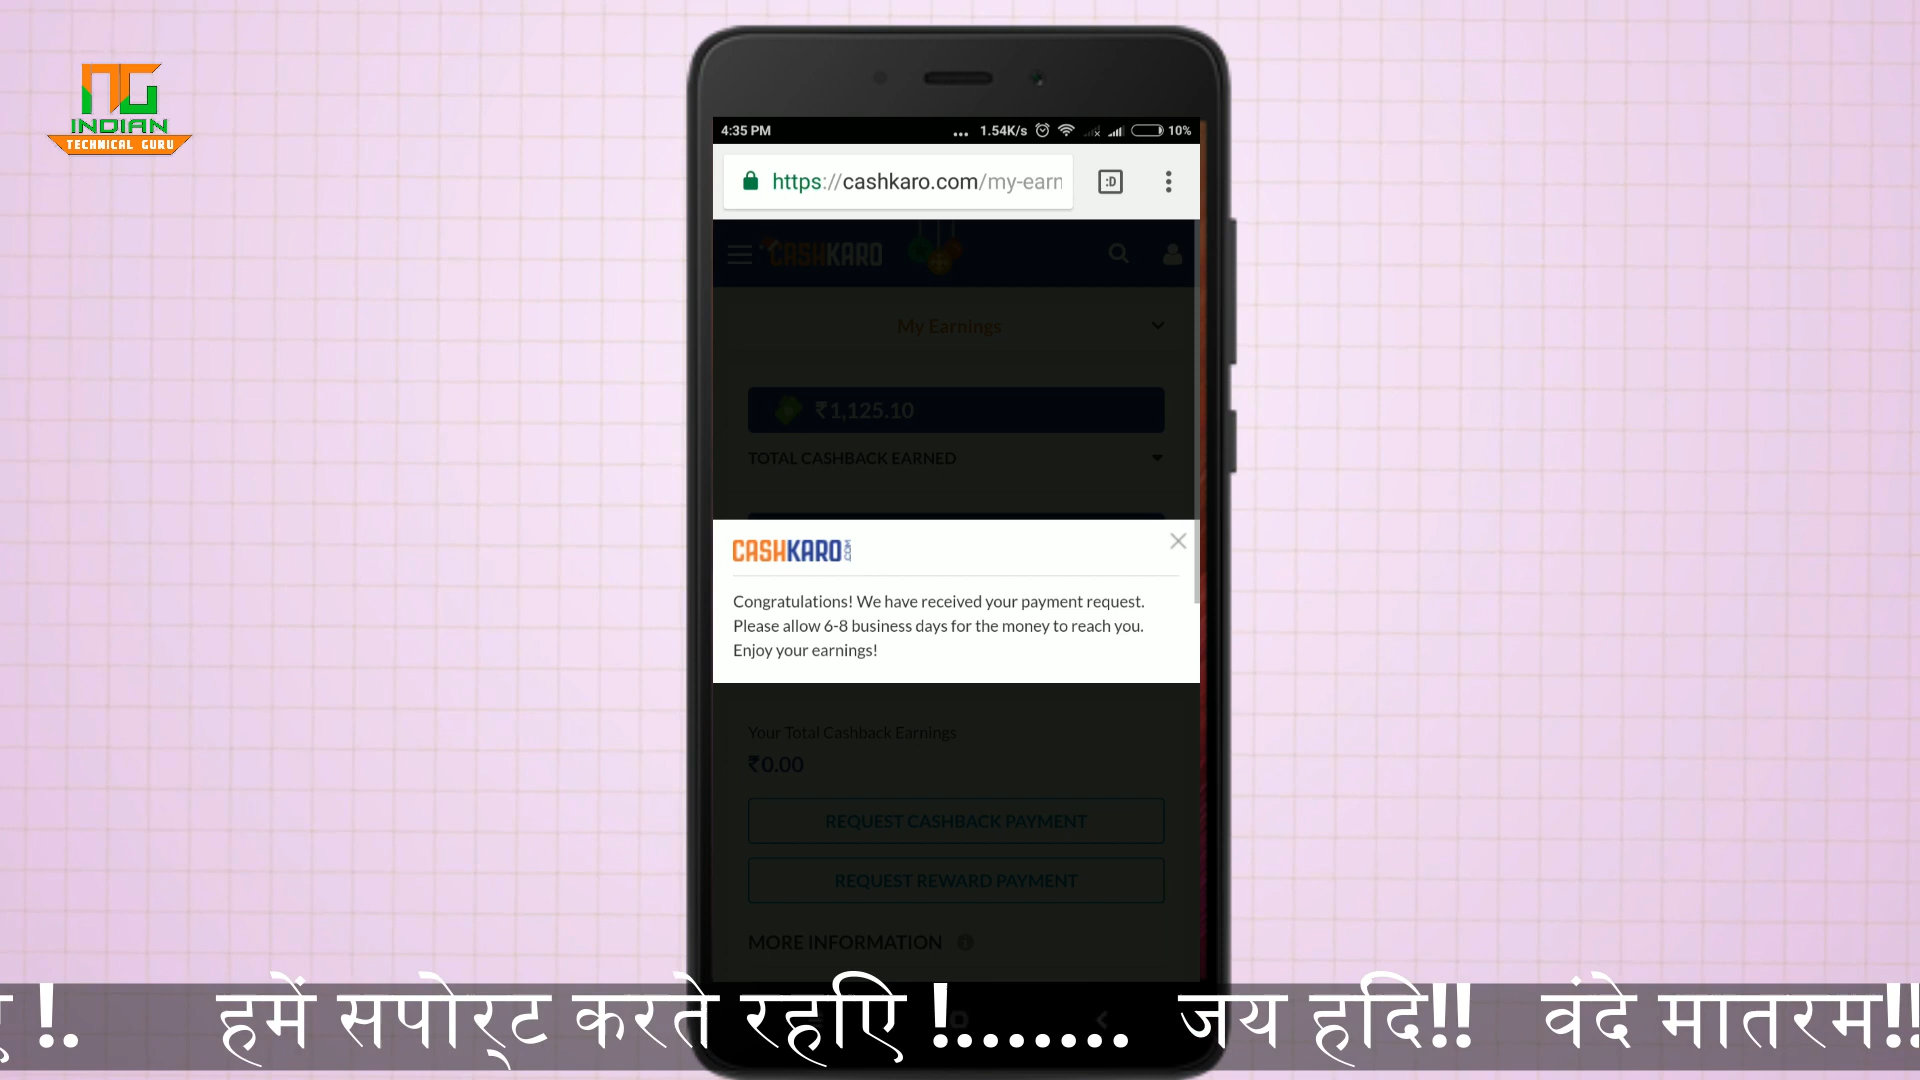 INDIAN
TECHNICAL GURU
4:35 PM
... 1.54K/s 10%
https://cashkaro.com/my-earn
:D
CASHKARO
My Earnings
₹1,125.10
TOTAL CASHBACK EARNED
CASHKARO.COM
Congratulations! We have received your payment request.
Please allow 6-8 business days for the money to reach you.
Enjoy your earnings!
Your Total Cashback Earnings
₹0.00
REQUEST CASHBACK PAYMENT
REQUEST REWARD PAYMENT
MORE INFORMATION
!. हमें सपोर्ट करते रहिए !....... जय हिंद!! वंदे मातरम!!